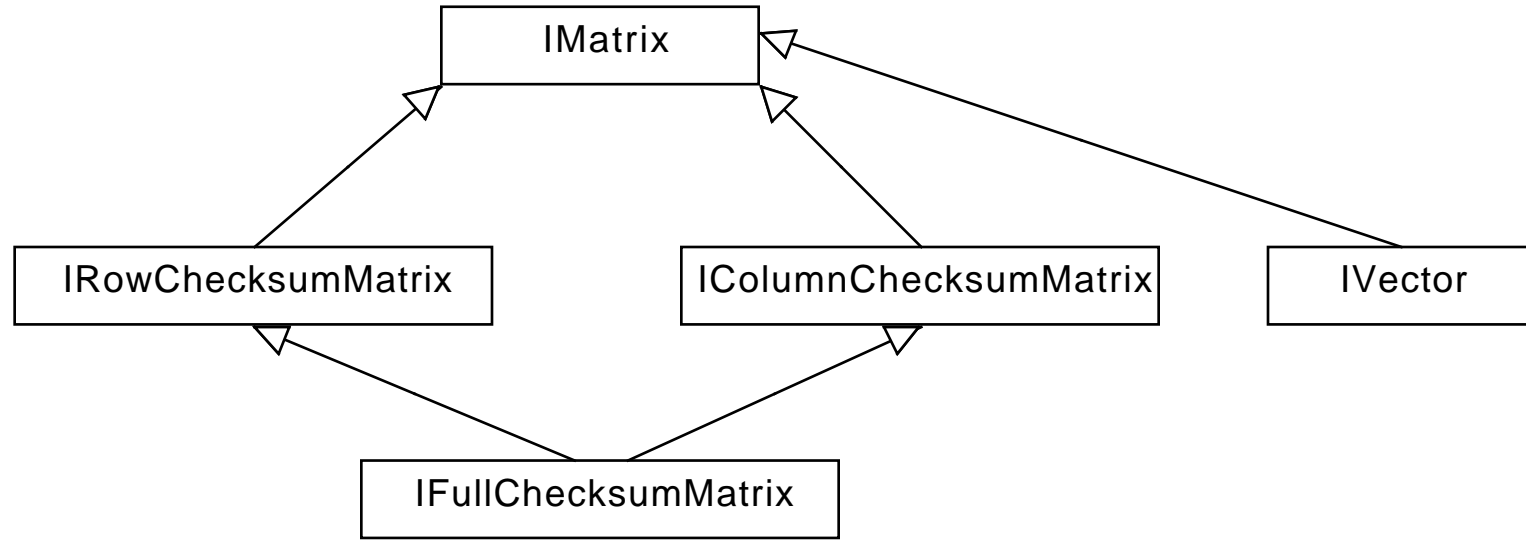 IMatrix
IRowChecksumMatrix
IColumnChecksumMatrix
IVector
IFullChecksumMatrix